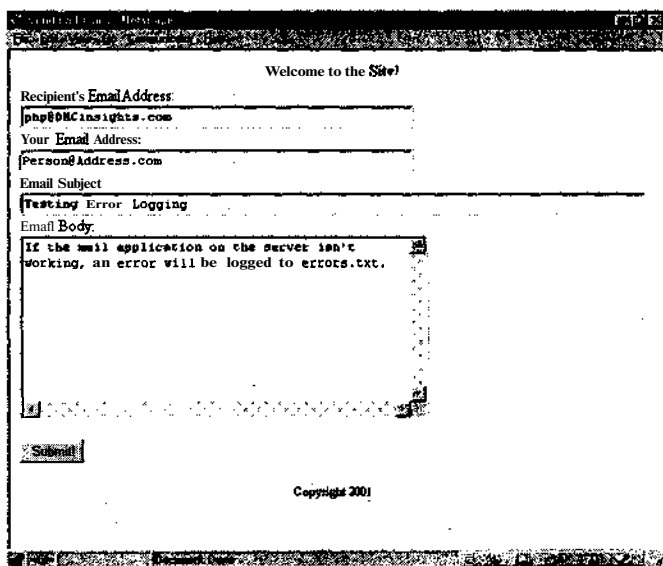 Welcome to the Site!
Recipient's Email Address:
php@DMCinsights.com
Your Email Address:
Person@Address.com
Email Subject
Testing Error Logging
Email Body:
If the mail application on the server isn't
working, an error will be logged to errors.txt.
Submit
Copyright 2001